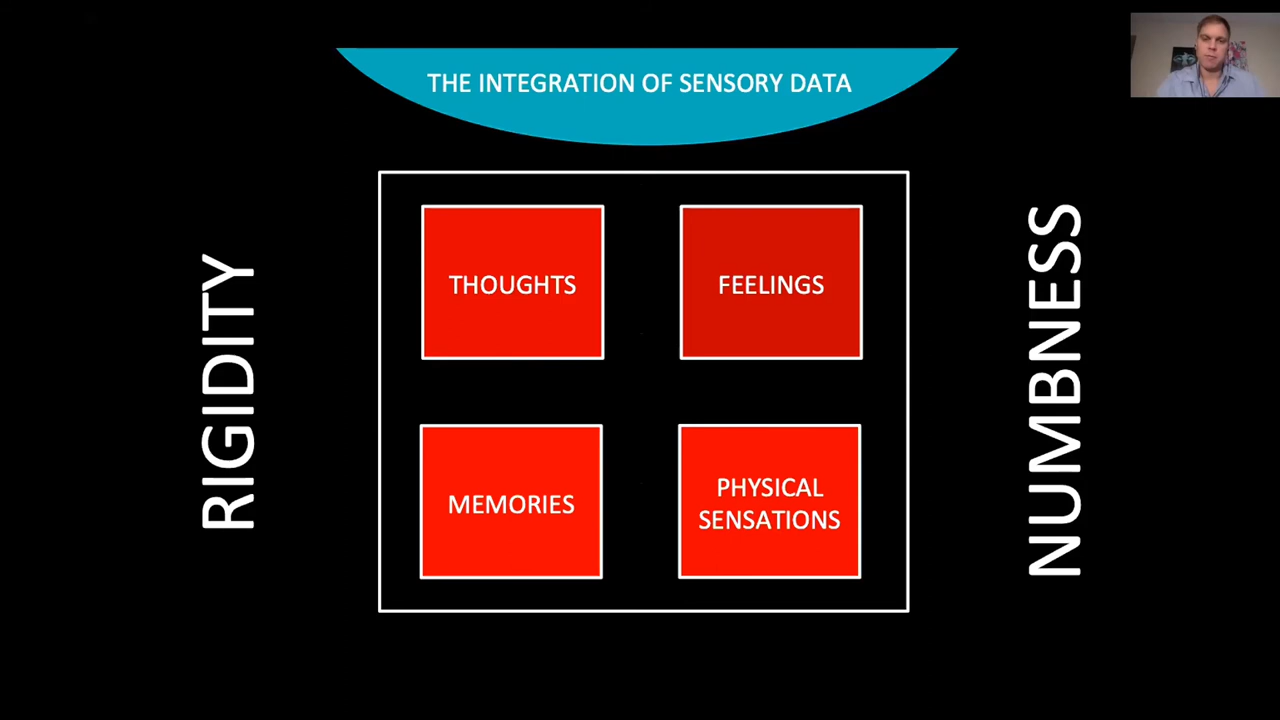 THE INTEGRATION OF SENSORY DATA
RIGIDITY
THOUGHTS
FEELINGS
MEMORIES
PHYSICAL
SENSATIONS
NUMBNESS